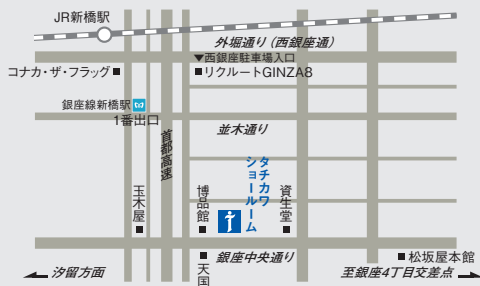 JR新橋駅
外堀通り(西銀座通)
▼西銀座駐車場入口
コナカ・ザ・フラッグ■
■リクルートGINZA8
銀座線新橋駅
1番出口
並木通り
首都高速
タチカワ
ショールーム
玉木屋
博品館
資生堂
銀座中央通り
天国
■松坂屋本館
汐留方面
至銀座4丁目交差点